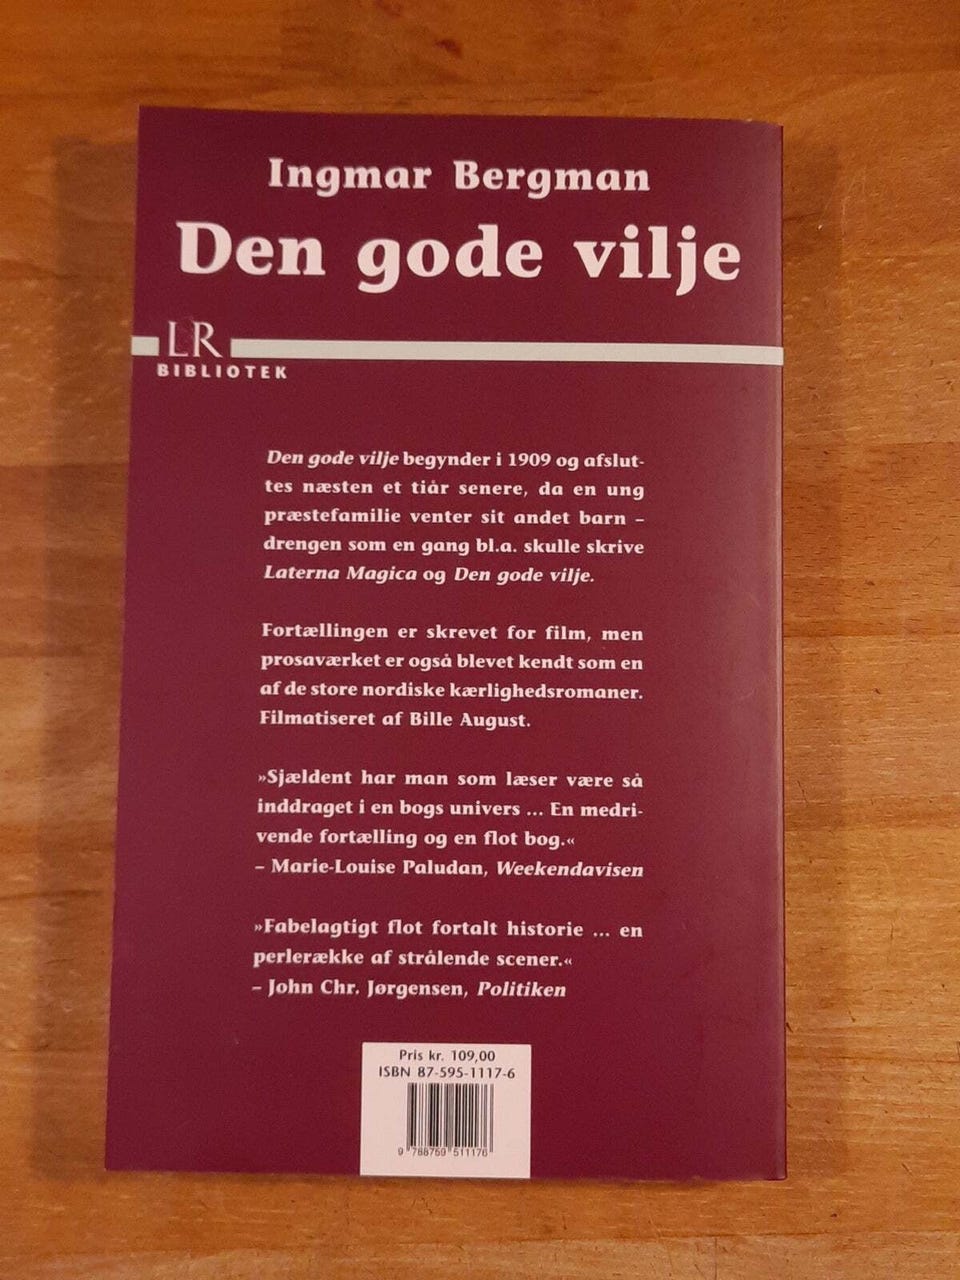 Ingmar Bergman
Den gode vilje
LR
BIBLIOTEK
Den gode vilje begynder i 1909 og afslut-
tes næsten et tiår senere, da en ung
præstefamilie venter sit andet barn –
drengen som en gang bl.a. skulle skrive
Laterna Magica og Den gode vilje.
Fortællingen er skrevet for film, men
prosaværket er også blevet kendt som en
af de store nordiske kærlighedsromaner.
Filmatiseret af Bille August.
»Sjældent har man som læser være så
inddraget i en bogs univers ... En medri-
vende fortælling og en flot bog.«
– Marie-Louise Paludan, Weekendavisen
»Fabelagtigt flot fortalt historie ... en
perlerække af strålende scener.«
– John Chr. Jørgensen, Politiken
Pris kr. 109,00
ISBN 87-595-1117-6
9 788759 511176